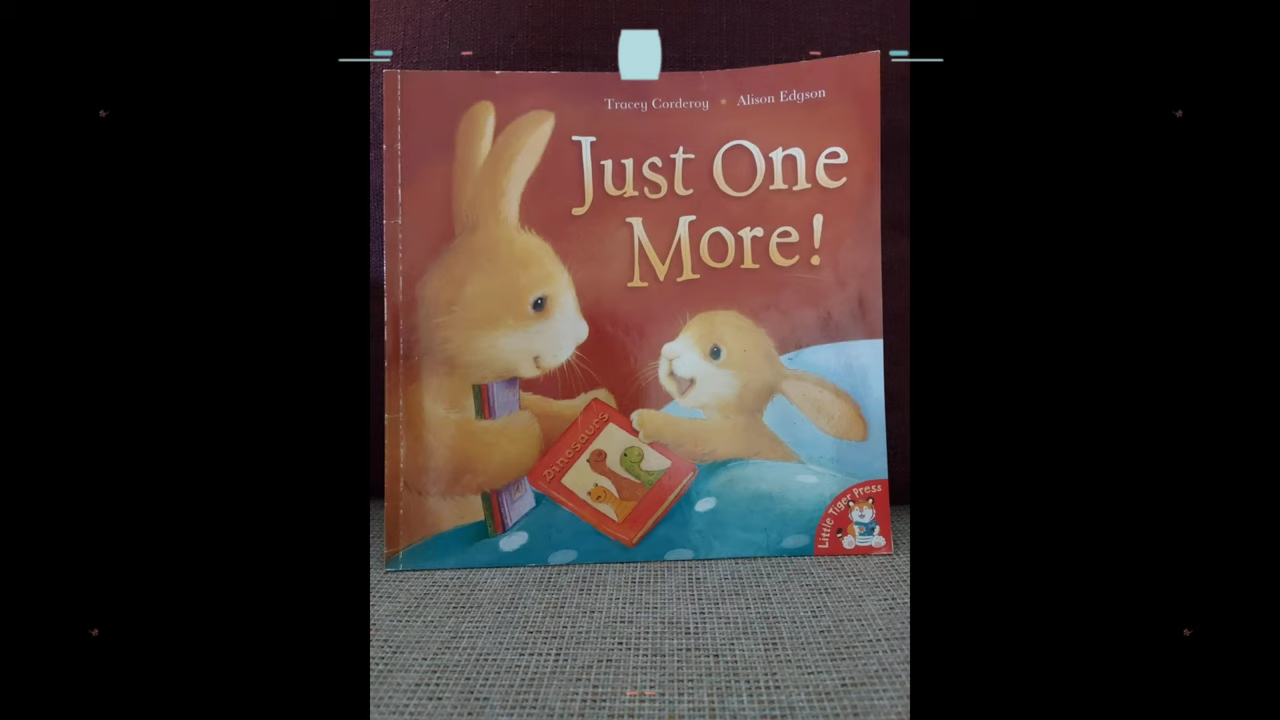 Tracey Corderoy • Alison Edgson
Just One
More!
Dinosaurs
Little Tiger Press